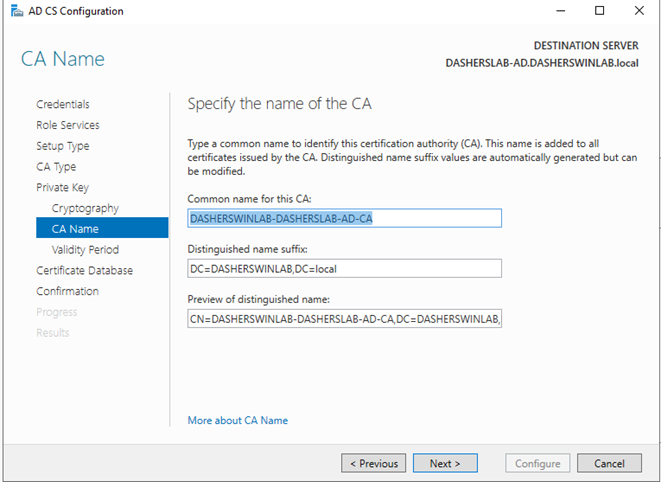 AD CS Configuration
DESTINATION SERVER
DASHERSLAB-AD.DASHERSWINLAB.local
CA Name
Credentials
Role Services
Setup Type
CA Type
Private Key
Cryptography
CA Name
Validity Period
Certificate Database
Confirmation
Progress
Results
Specify the name of the CA
Type a common name to identify this certification authority (CA). This name is added to all
certificates issued by the CA. Distinguished name suffix values are automatically generated but can
be modified.
Common name for this CA:
DASHERSWINLAB-DASHERSLAB-AD-CA
Distinguished name suffix:
DC=DASHERSWINLAB,DC=local
Preview of distinguished name:
CN=DASHERSWINLAB-DASHERSLAB-AD-CA,DC=DASHERSWINLAB,
More about CA Name
< Previous
Next >
Configure
Cancel